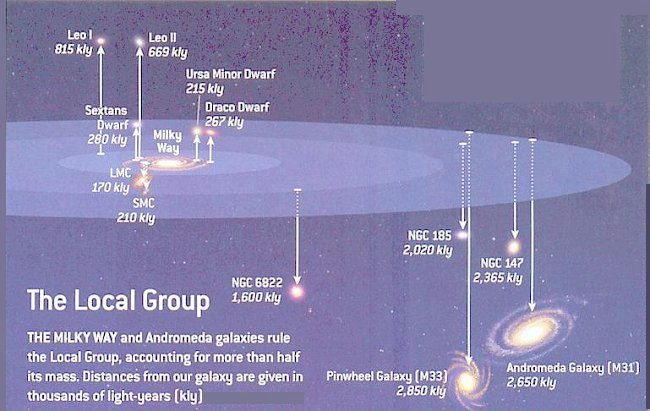 Leo I
815 kly
Leo II
669 kly
Ursa Minor Dwarf
215 kly
Draco Dwarf
267 kly
Sextans
Dwarf
280 kly
Milky
Way
LMC
170 kly
SMC
210 kly
NGC 185
2,020 kly
NGC 147
2,365 kly
NGC 6822
1,600 kly
The Local Group
THE MILKY WAY and Andromeda galaxies rule
the Local Group, accounting for more than half
its mass. Distances from our galaxy are given in
thousands of light-years (kly)
Pinwheel Galaxy (M33)
2,850 kly
Andromeda Galaxy (M31)
2,650 kly